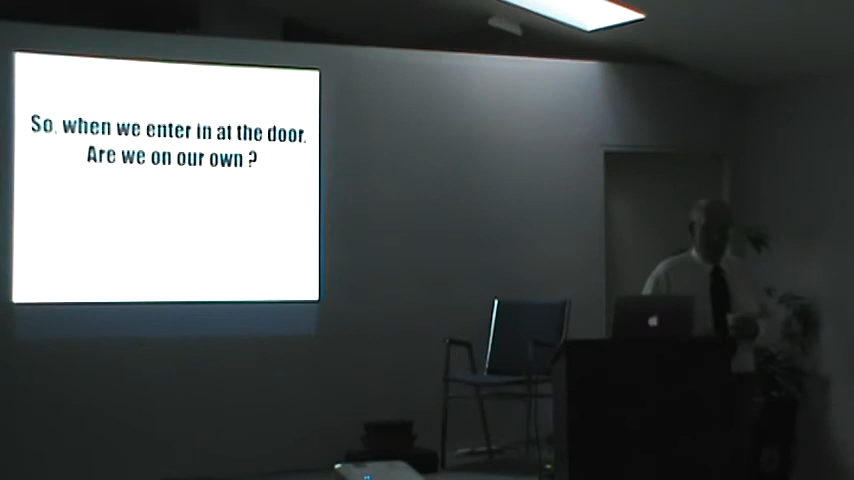 So, when we enter in at the door.
Are we on our own ?